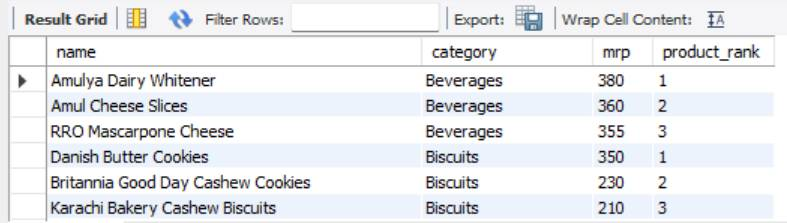 Result Grid Filter Rows: Export: Wrap Cell Content: IA
name category mrp product_rank
Amulya Dairy Whitener Beverages 380 1
Amul Cheese Slices Beverages 360 2
RRO Mascarpone Cheese Beverages 355 3
Danish Butter Cookies Biscuits 350 1
Britannia Good Day Cashew Cookies Biscuits 230 2
Karachi Bakery Cashew Biscuits Biscuits 210 3